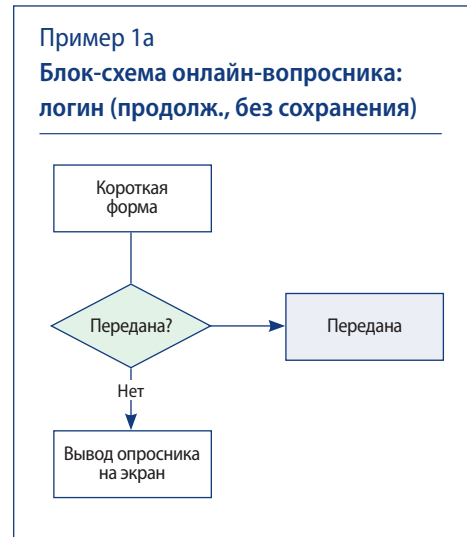 Пример 1а
Блок-схема онлайн-вопросника:
логин (продолж., без сохранения)
Короткая
форма
Передана?
Передана
Нет
Вывод опросника
на экран